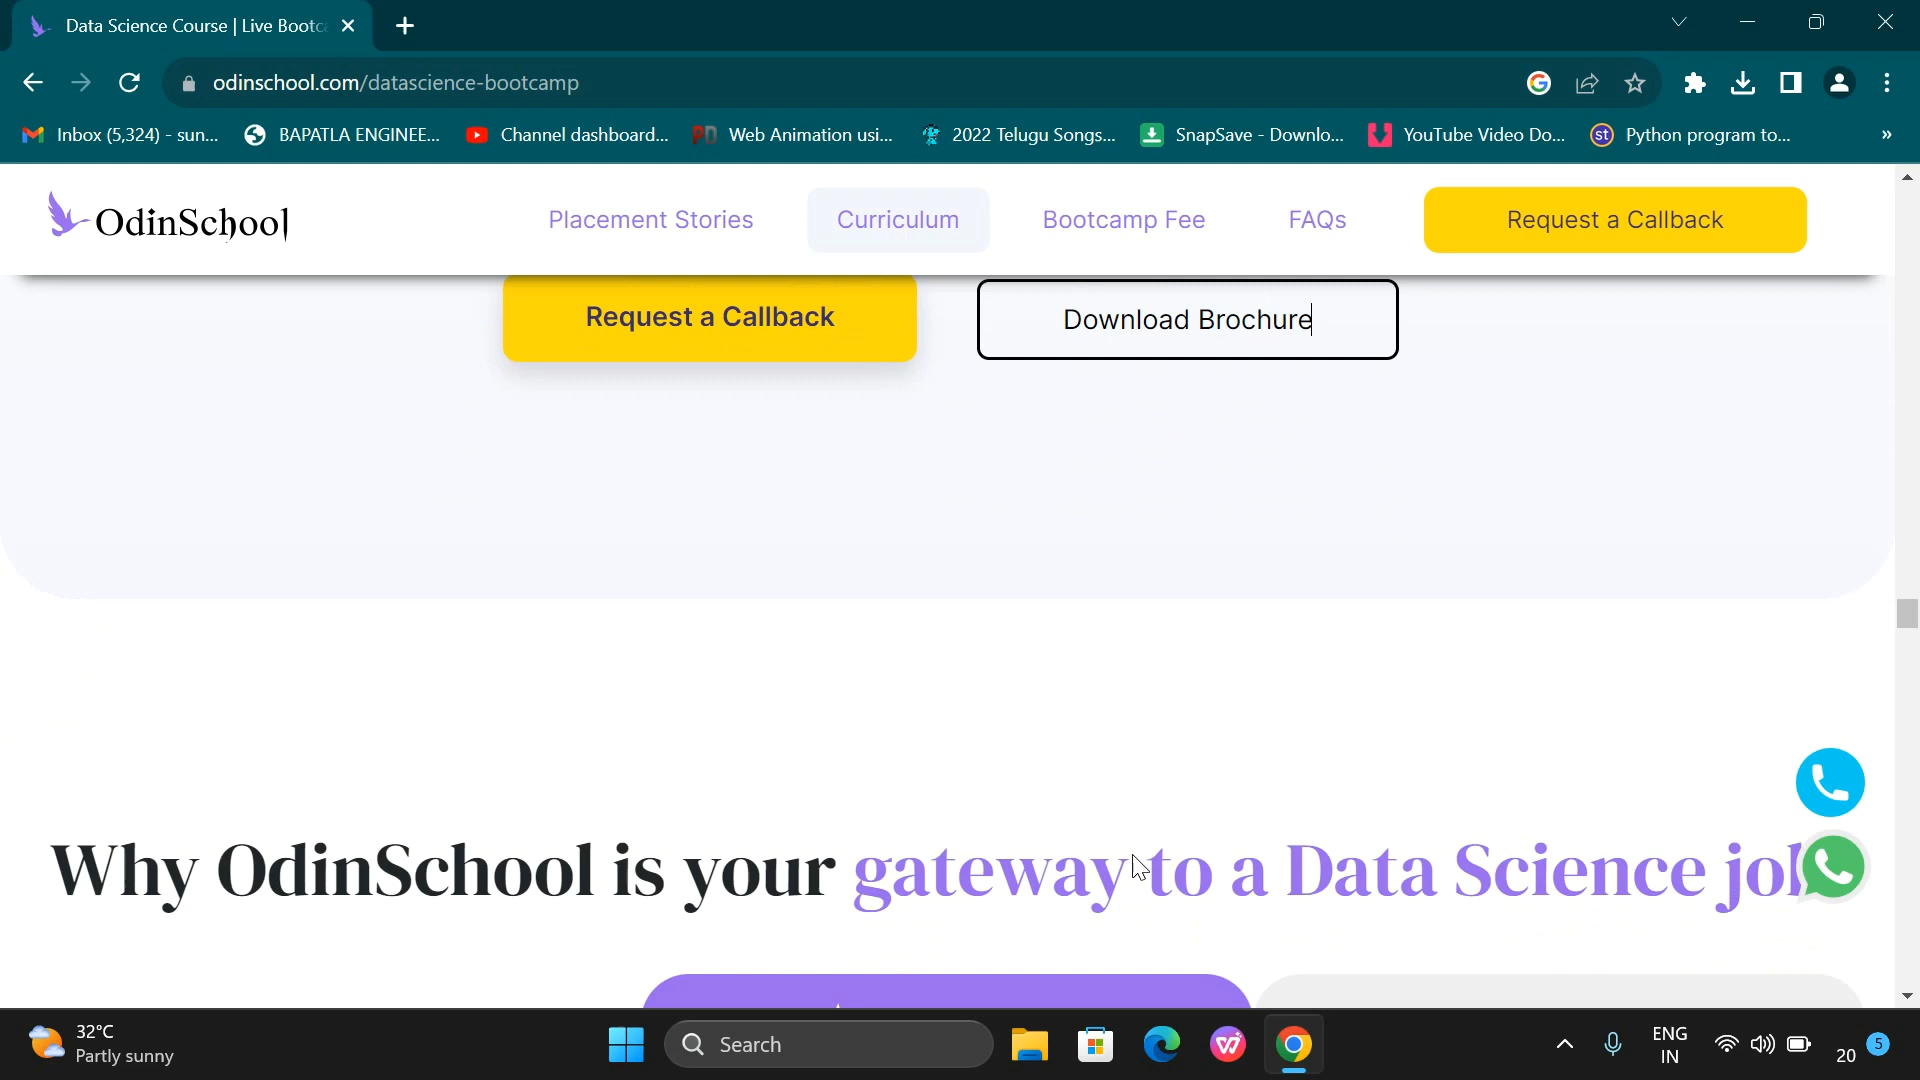 Data Science Course | Live Bootc
odinschool.com/datascience-bootcamp
Inbox (5,324) - sun... BAPATLA ENGINEE... Channel dashboard... PD Web Animation usi... 2022 Telugu Songs... SnapSave - Downlo... YouTube Video Do... st Python program to... »
OdinSchool Placement Stories Curriculum Bootcamp Fee FAQs Request a Callback
Request a Callback Download Brochure
Why OdinSchool is your gateway to a Data Science job
32°C
Partly sunny
Search
ENG
IN
20 5